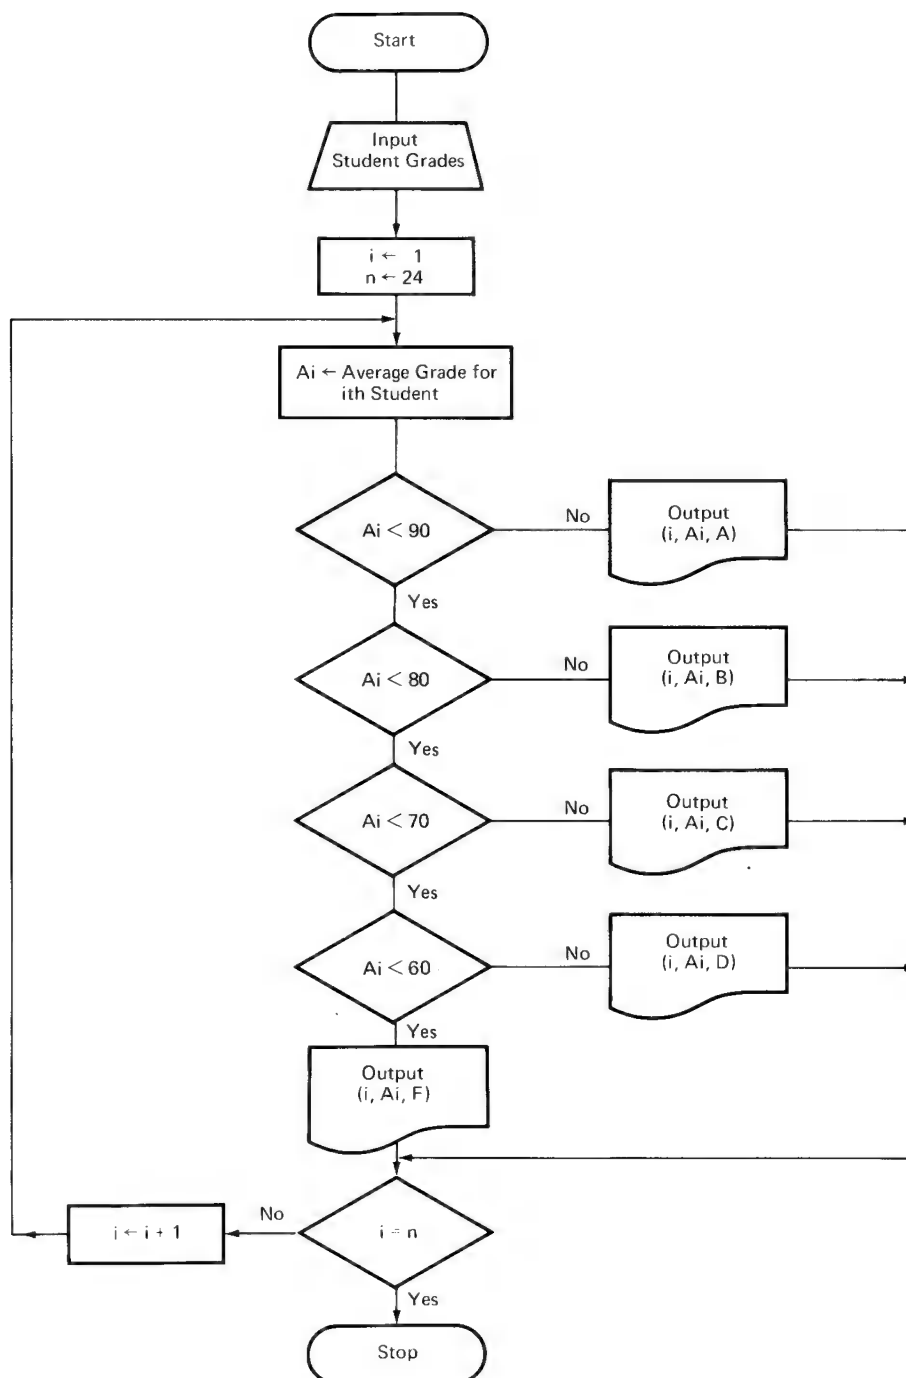 Start
Input
Student Grades
i ← 1
n ← 24
Ai ← Average Grade for
ith Student
Ai < 90
No
Output
(i, Ai, A)
Yes
Ai < 80
No
Output
(i, Ai, B)
Yes
Ai < 70
No
Output
(i, Ai, C)
Yes
Ai < 60
No
Output
(i, Ai, D)
Yes
Output
(i, Ai, F)
i = n
No
i ← i + 1
Yes
Stop